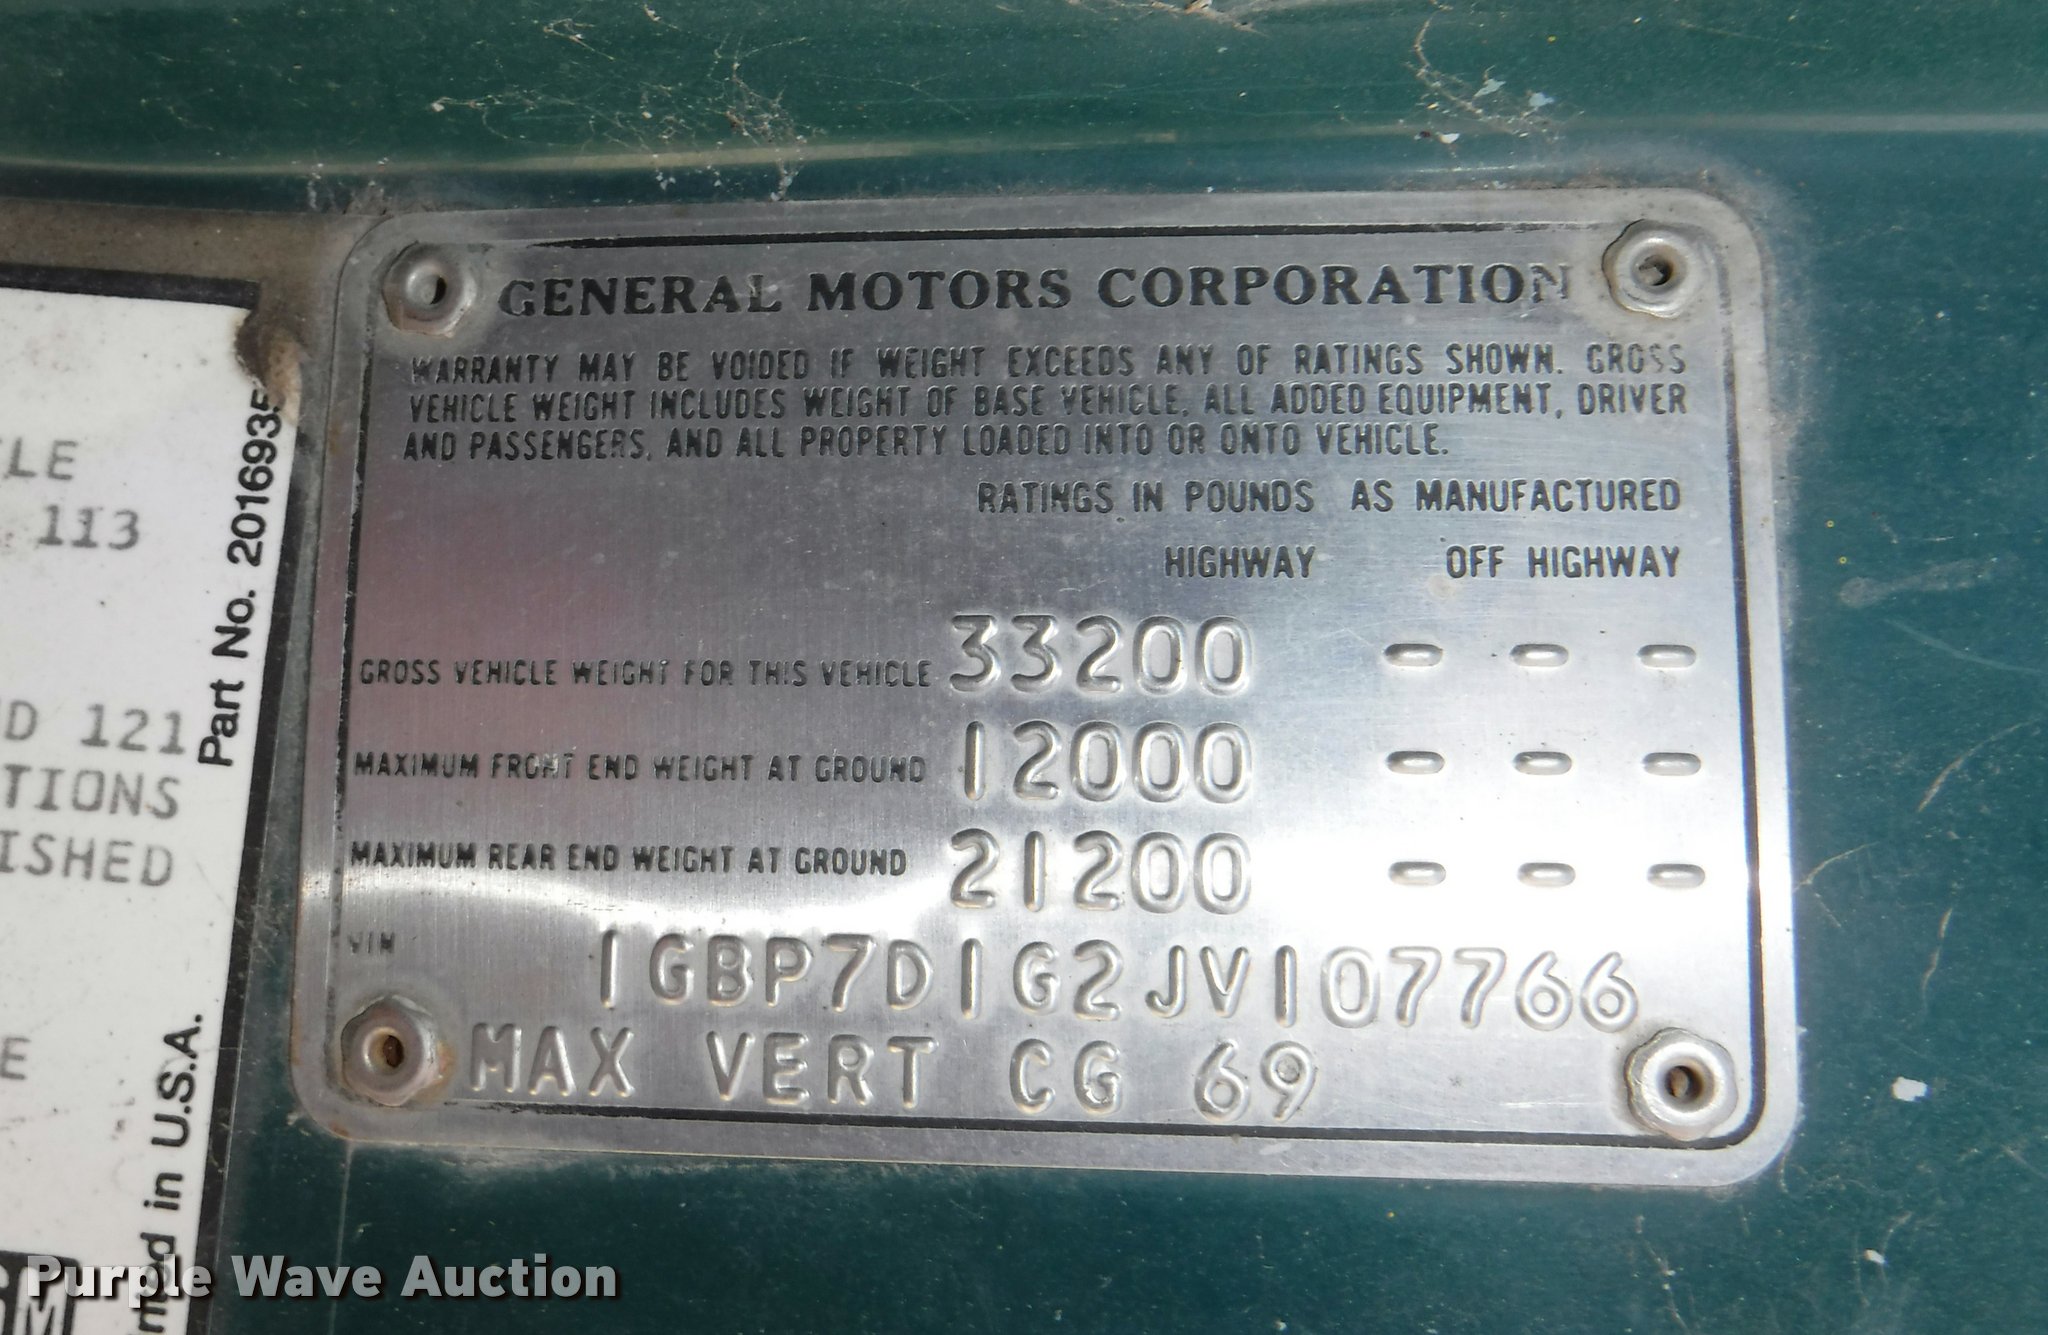 GENERAL MOTORS CORPORATION
WARRANTY MAY BE VOIDED IF WEIGHT EXCEEDS ANY OF RATINGS SHOWN. GROSS
VEHICLE WEIGHT INCLUDES WEIGHT OF BASE VEHICLE, ALL ADDED EQUIPMENT, DRIVER
AND PASSENGERS, AND ALL PROPERTY LOADED INTO OR ONTO VEHICLE.
RATINGS IN POUNDS AS MANUFACTURED
HIGHWAY OFF HIGHWAY
GROSS VEHICLE WEIGHT FOR THIS VEHICLE 33200 - - -
MAXIMUM FRONT END WEIGHT AT GROUND 12000 - - -
MAXIMUM REAR END WEIGHT AT GROUND 21200 - - -
VIN 1GBP7D1G2JV107766
MAX VERT CG 69
113
121
Part No. 2016935
in U.S.A.
Purple Wave Auction